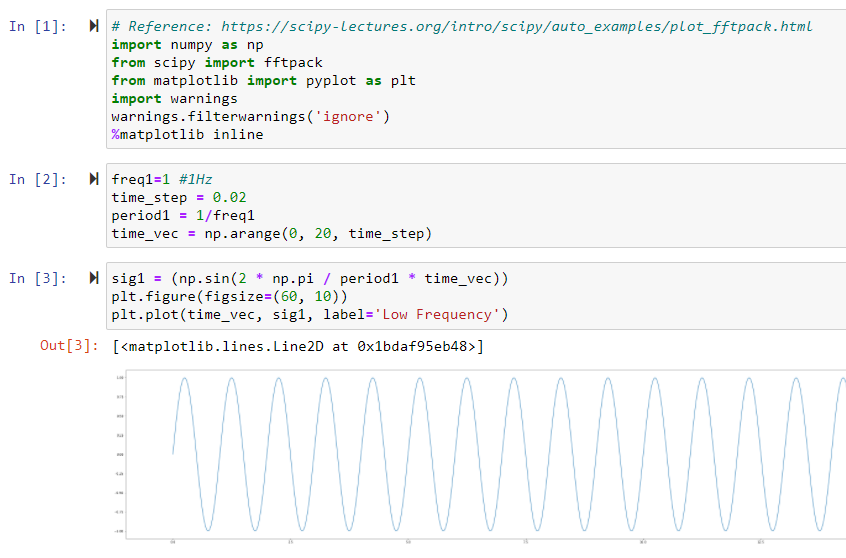 In [1]:
# Reference: https://scipy-lectures.org/intro/scipy/auto_examples/plot_fftpack.html
import numpy as np
from scipy import fftpack
from matplotlib import pyplot as plt
import warnings
warnings.filterwarnings('ignore')
%matplotlib inline
In [2]:
freq1=1 #1Hz
time_step = 0.02
period1 = 1/freq1
time_vec = np.arange(0, 20, time_step)
In [3]:
sig1 = (np.sin(2 * np.pi / period1 * time_vec))
plt.figure(figsize=(60, 10))
plt.plot(time_vec, sig1, label='Low Frequency')
Out[3]: [<matplotlib.lines.Line2D at 0x1bdaf95eb48>]